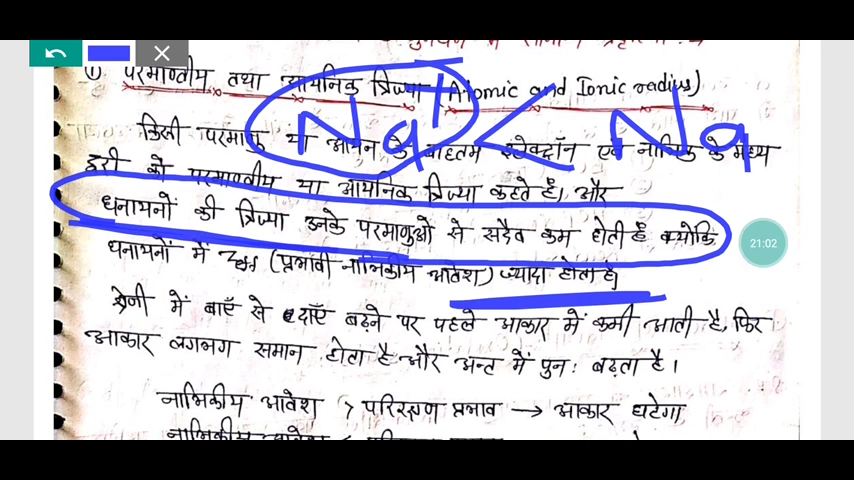 ① परमाण्वीय तथा आयनिक त्रिज्या (Atomic and Ionic radius)
Na+ < Na
किसी परमाणु या आयन के बाह्यतम इलेक्ट्रॉन एवं नाभिक के मध्य
दूरी को परमाण्वीय या आयनिक त्रिज्या कहते हैं। और
धनायनों की त्रिज्या उनके परमाणुओं से सदैव कम होती है क्योंकि
21:02
धनायनों में Zeff (प्रभावी नाभिकीय आवेश) ज्यादा होता है।
श्रेणी में बाएँ से दाएँ बढ़ने पर पहले आकार में कमी आती है, फिर
आकार लगभग समान होता है और अन्त में पुनः बढ़ता है।
नाभिकीय आवेश > परिरक्षण प्रभाव → आकार घटेगा